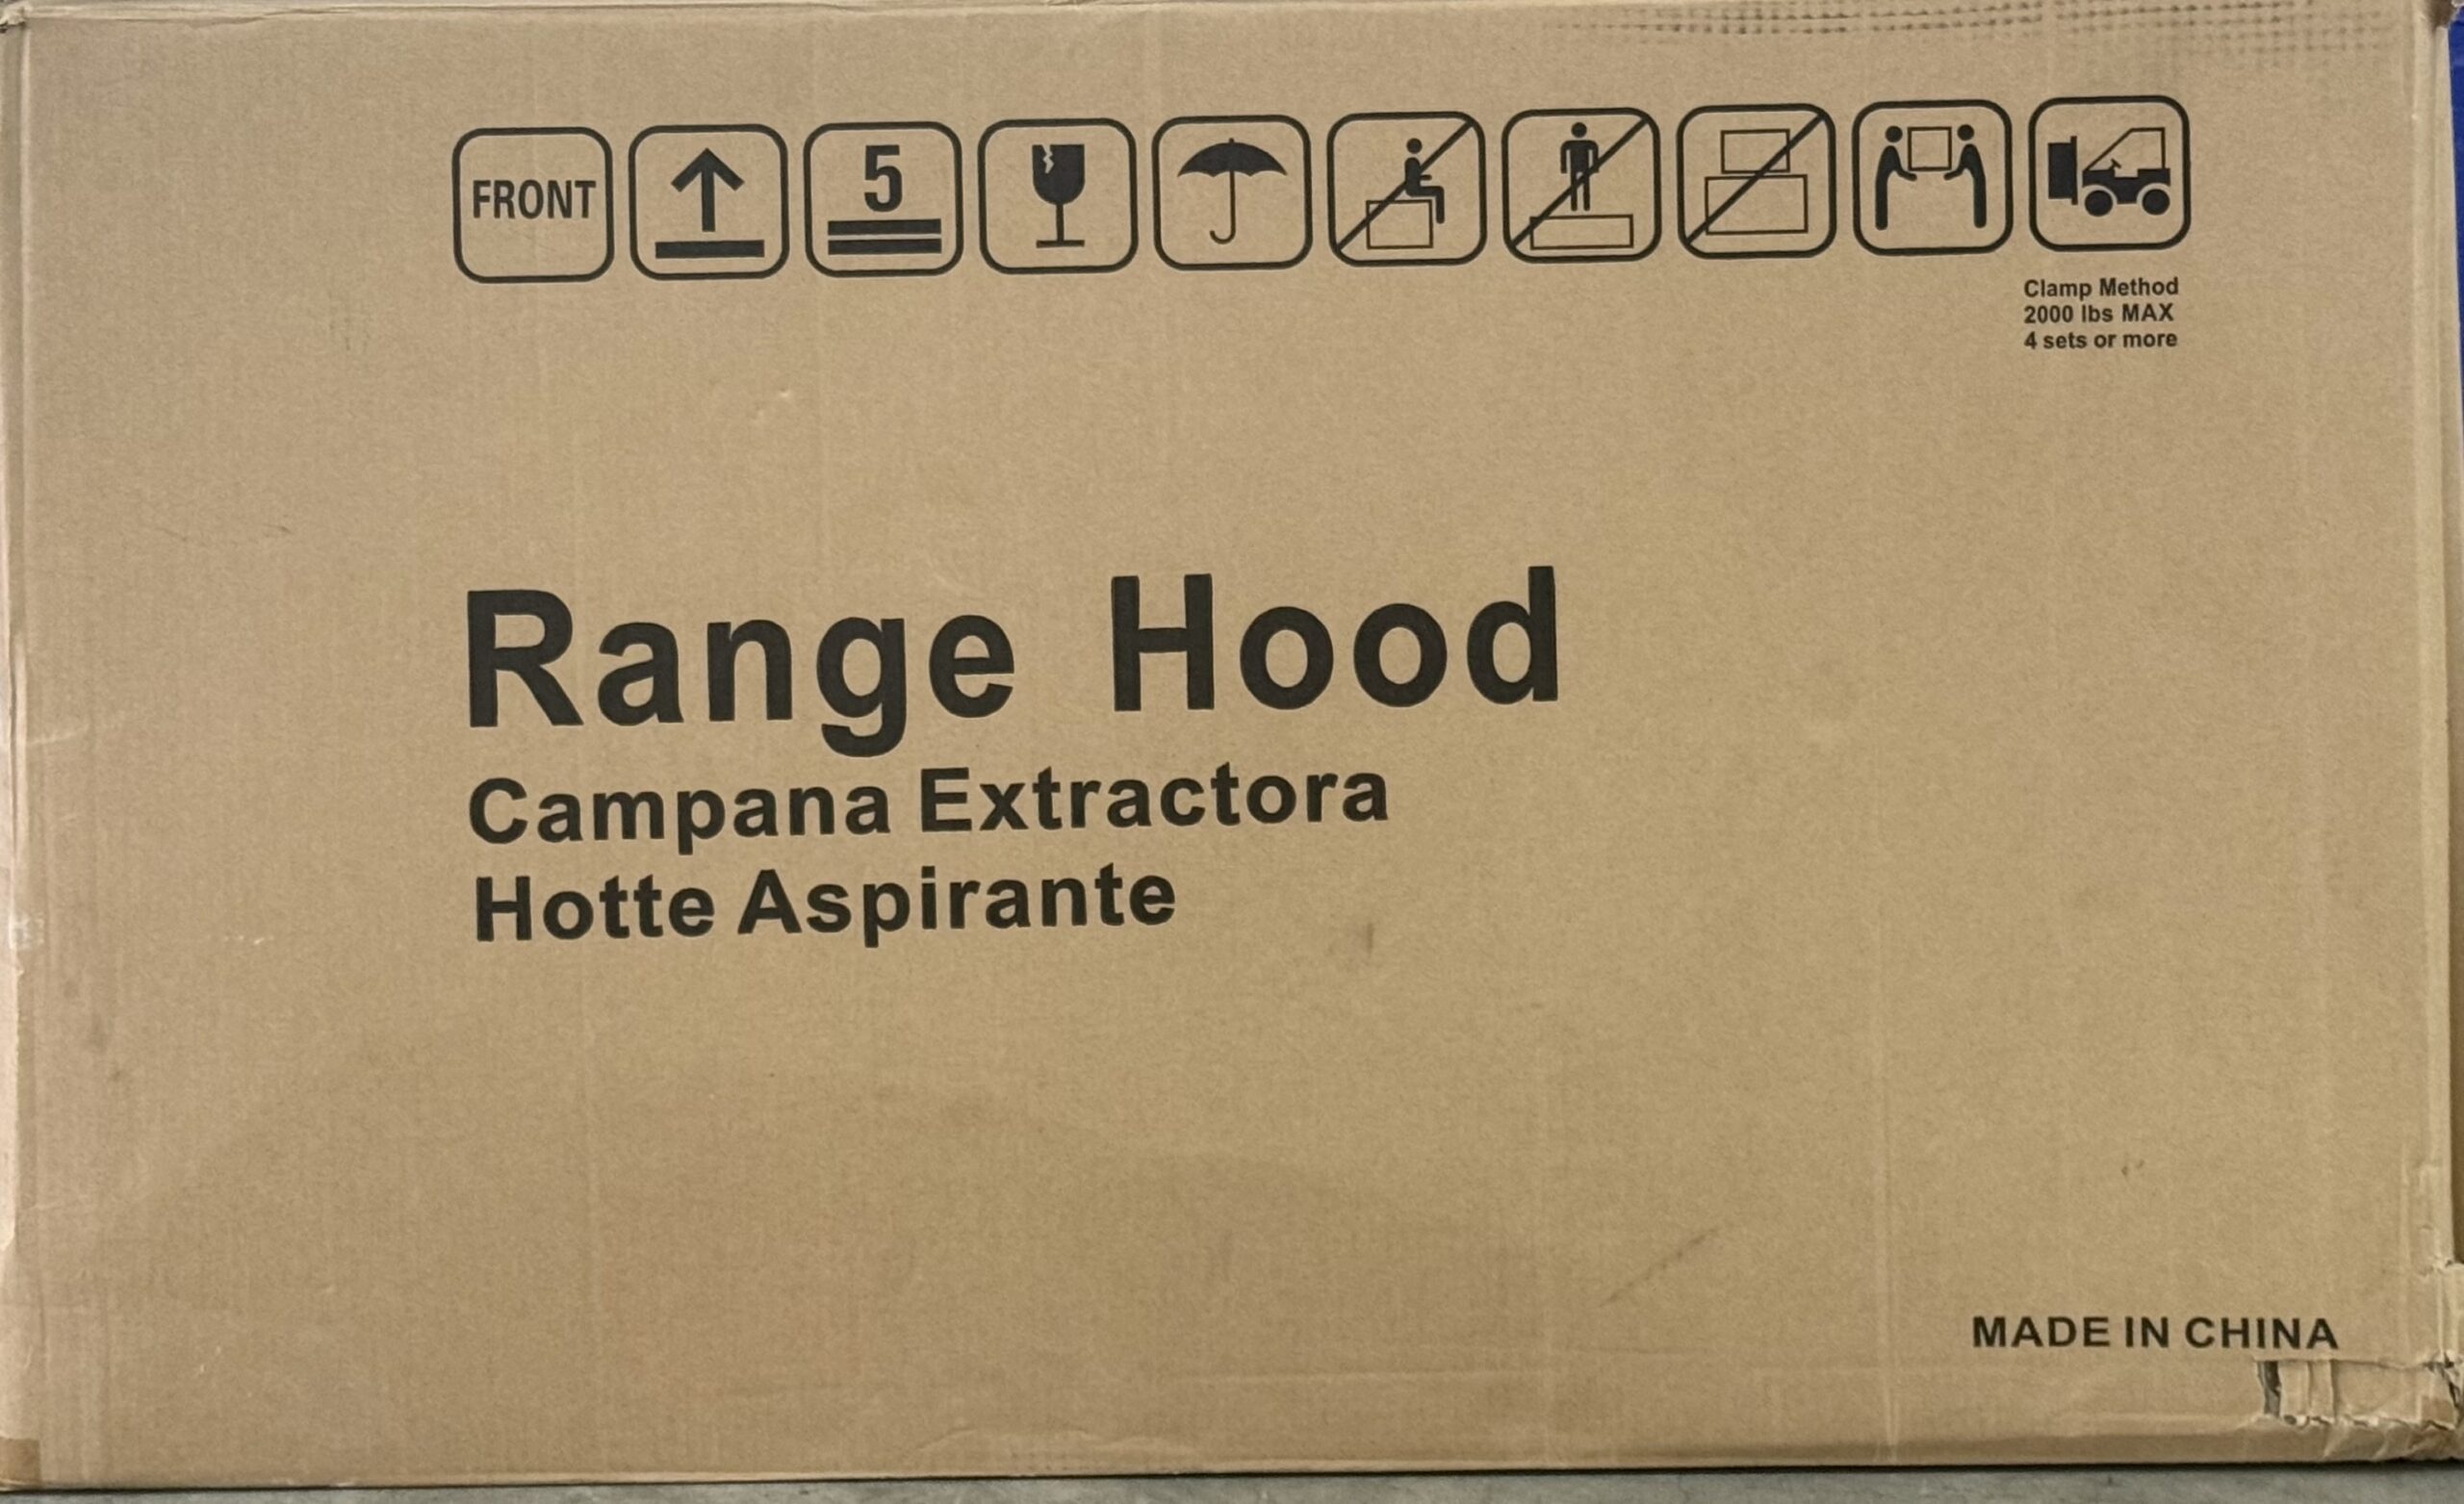 FRONT
5
Clamp Method
2000 lbs MAX
4 sets or more
Range Hood
Campana Extractora
Hotte Aspirante
MADE IN CHINA